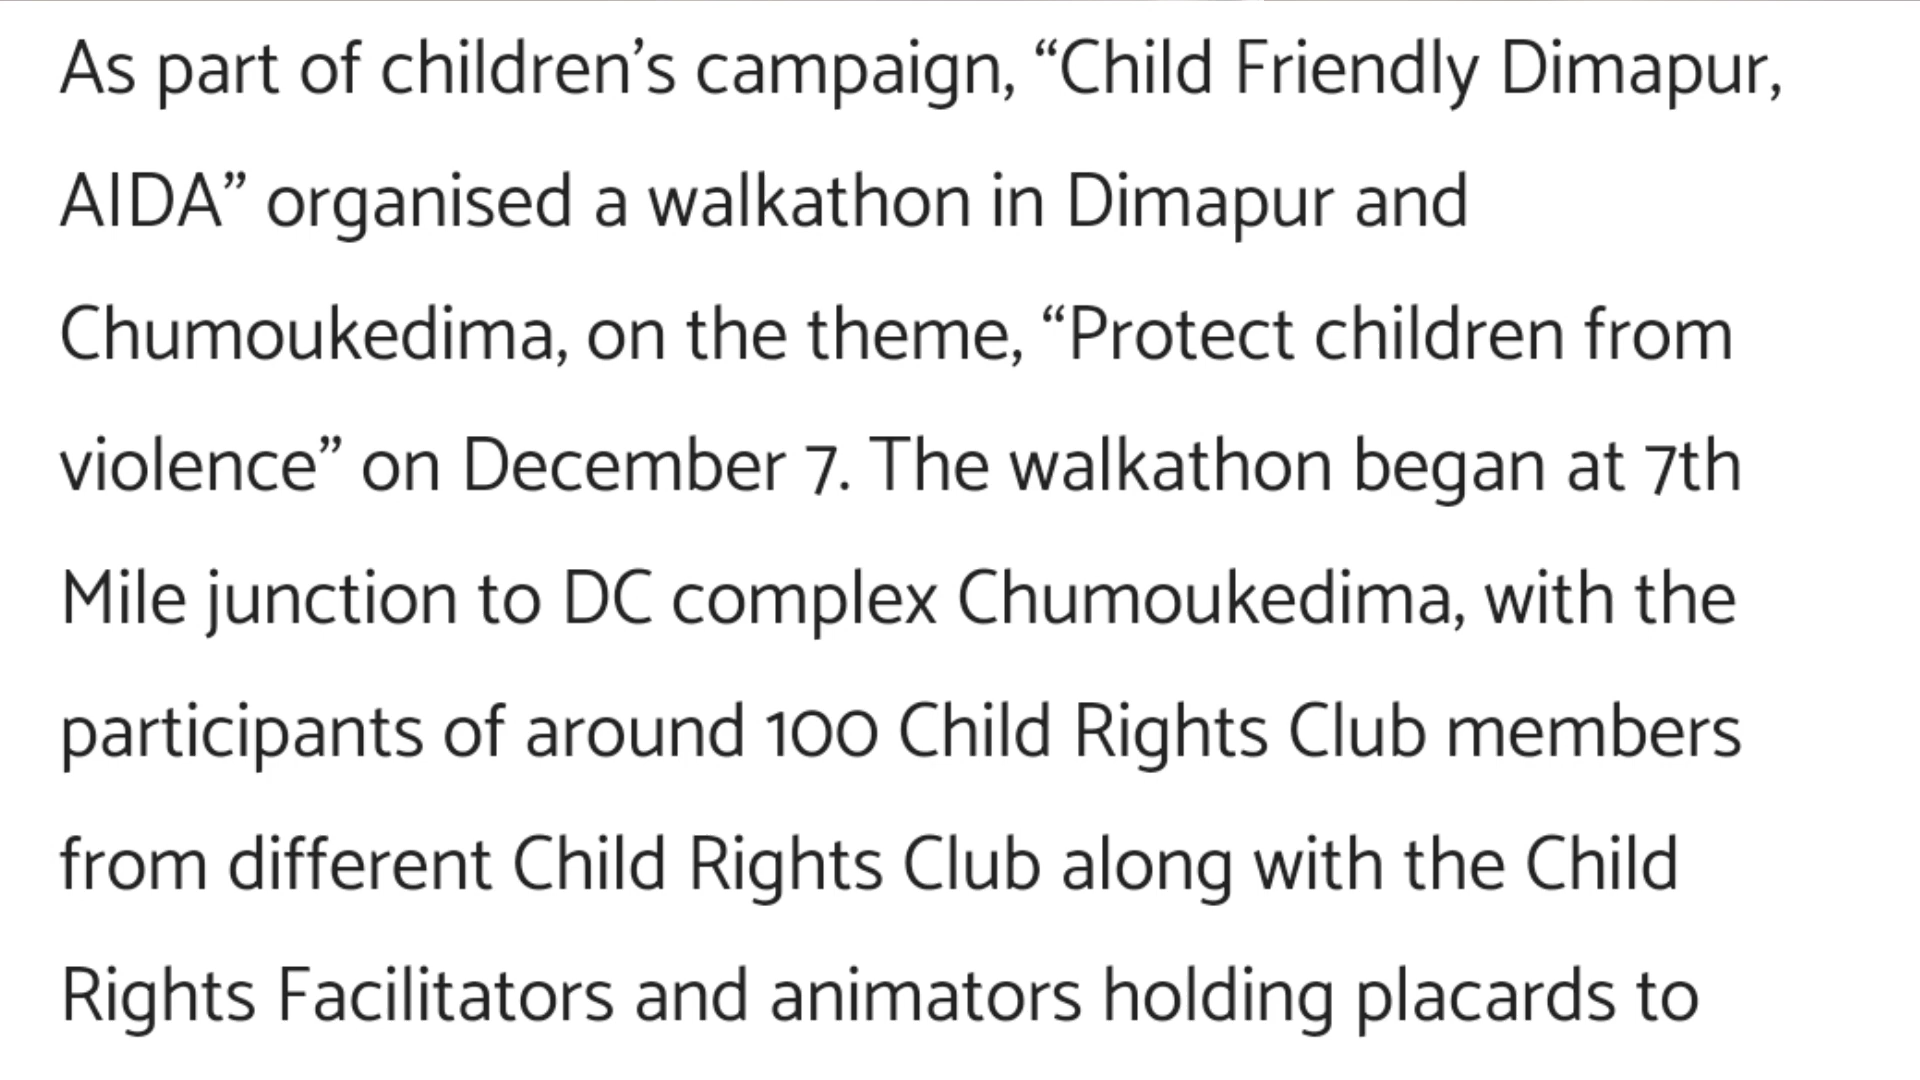 As part of children’s campaign, “Child Friendly Dimapur,
AIDA” organised a walkathon in Dimapur and
Chumoukedima, on the theme, “Protect children from
violence” on December 7. The walkathon began at 7th
Mile junction to DC complex Chumoukedima, with the
participants of around 100 Child Rights Club members
from different Child Rights Club along with the Child
Rights Facilitators and animators holding placards to